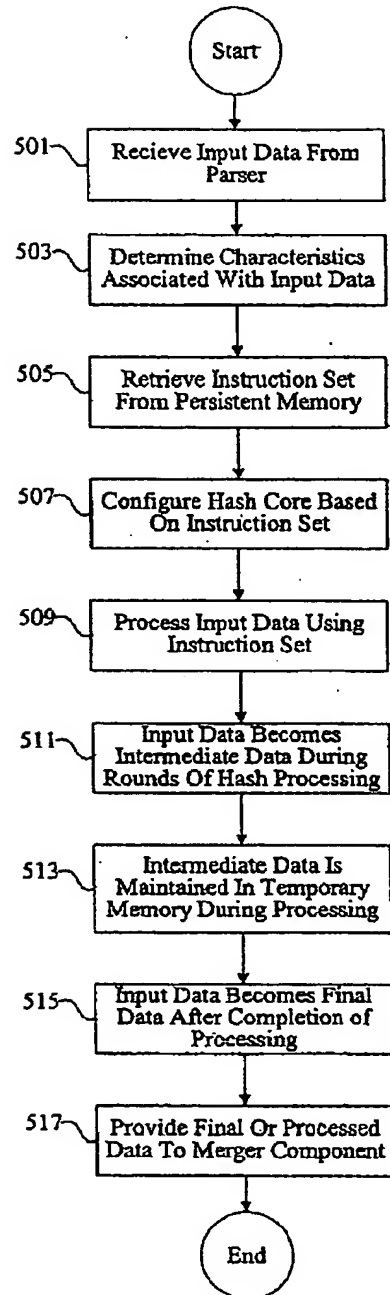 Start
501
Recieve Input Data From
Parser
503
Determine Characteristics
Associated With Input Data
505
Retrieve Instruction Set
From Persistent Memory
507
Configure Hash Core Based
On Instruction Set
509
Process Input Data Using
Instruction Set
511
Input Data Becomes
Intermediate Data During
Rounds Of Hash Processing
513
Intermediate Data Is
Maintained In Temporary
Memory During Processing
515
Input Data Becomes Final
Data After Completion of
Processing
517
Provide Final Or Processed
Data To Merger Component
End